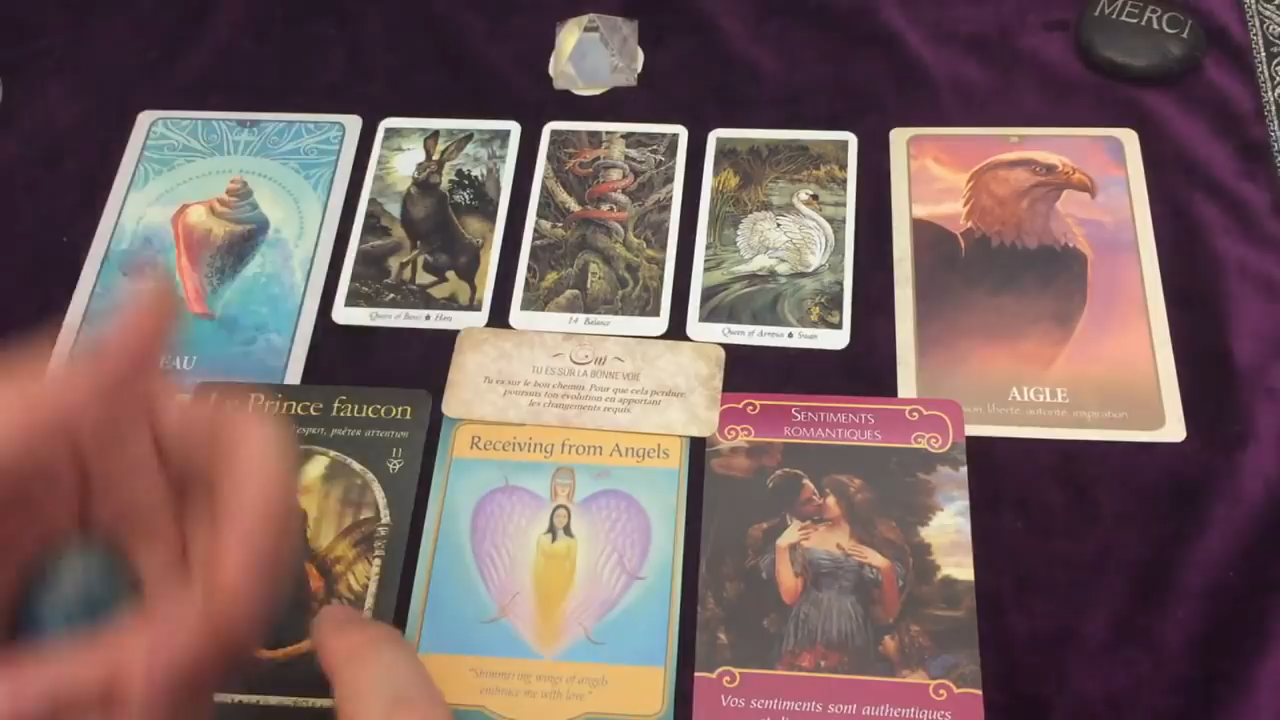 MERCI
EAU
Queen of Bows Hare
14 Balance
Queen of Arrows Swan
AIGLE
liberté, autorité, inspiration
Oui
TU ES SUR LA BONNE VOIE
Tu es sur le bon chemin. Pour que cela perdure,
poursuis ton évolution en apportant
les changements requis.
Prince faucon
prêter attention
11
Receiving from Angels
"Shimmering wings of angels
embrace me with love."
SENTIMENTS
ROMANTIQUES
Vos sentiments sont authentiques